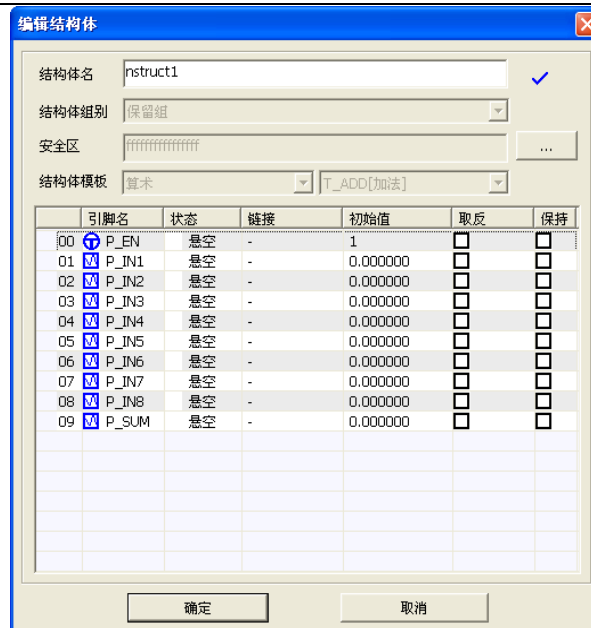 编辑结构体
结构体名 nstruct1
结构体组别 保留组
安全区 ffffffffffffffff ...
结构体模板 算术 T_ADD[加法]
引脚名 状态 链接 初始值 取反 保持
00 P_EN 悬空 - 1
01 P_IN1 悬空 - 0.000000
02 P_IN2 悬空 - 0.000000
03 P_IN3 悬空 - 0.000000
04 P_IN4 悬空 - 0.000000
05 P_IN5 悬空 - 0.000000
06 P_IN6 悬空 - 0.000000
07 P_IN7 悬空 - 0.000000
08 P_IN8 悬空 - 0.000000
09 P_SUM 悬空 - 0.000000
确定 取消